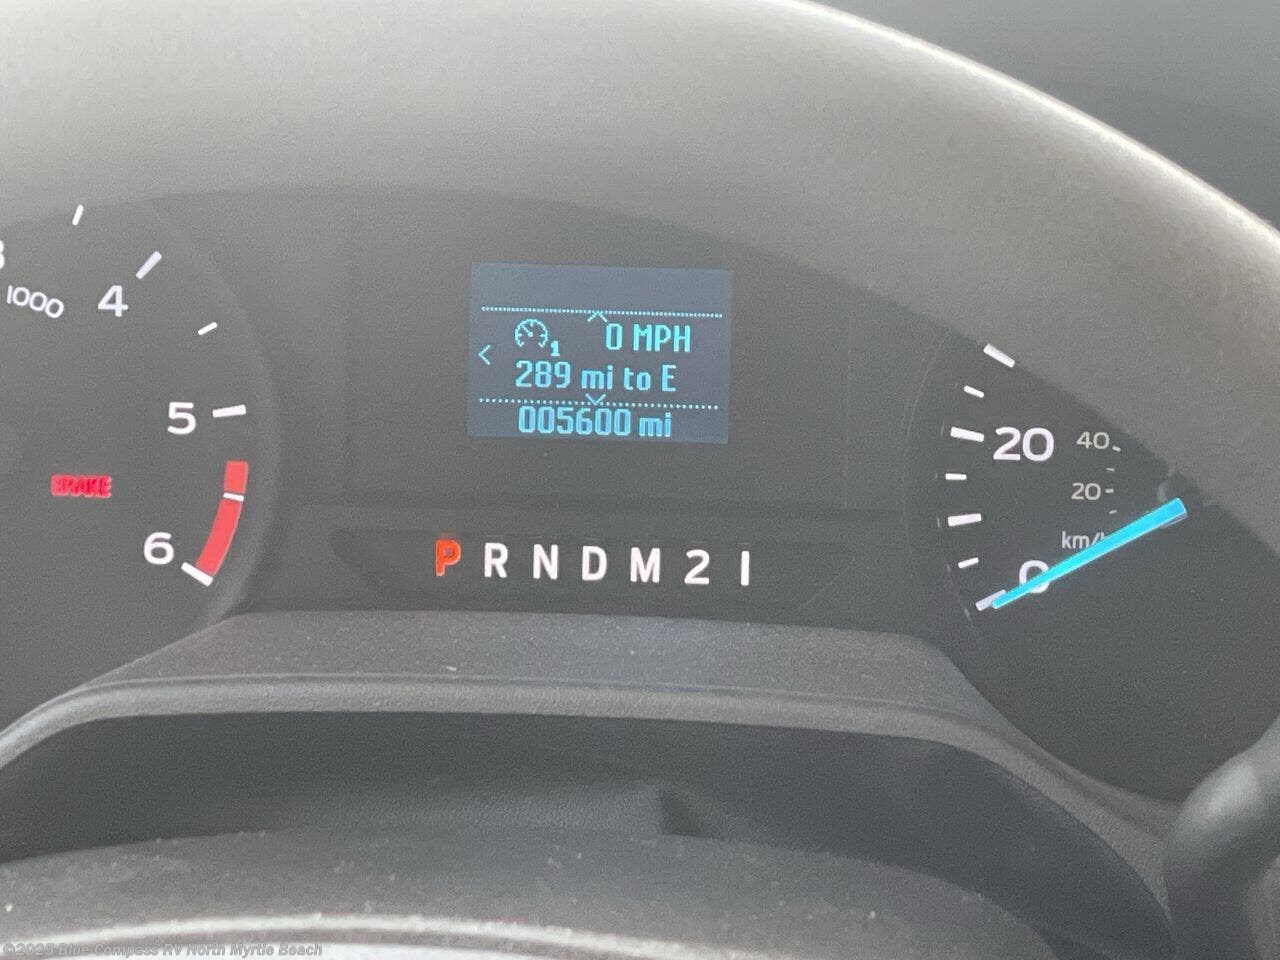 1000
4
5
6
BRAKE
1 0 MPH
289 mi to E
005600 mi
P R N D M 2 1
20
0
40
20
km/
©2025 Blue Compass RV North Myrtle Beach